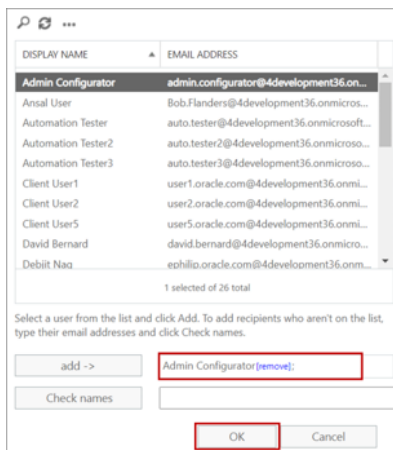 DISPLAY NAME EMAIL ADDRESS
Admin Configurator admin.configurator@4development36.on...
Ansal User Bob.Flanders@4development36.onmicros...
Automation Tester auto.tester@4development36.onmicrosoft...
Automation Tester2 auto.tester2@4development36.onmicroso...
Automation Tester3 auto.tester3@4development36.onmicroso...
Client User1 user1.oracle.com@4development36.onmi...
Client User2 user2.oracle.com@4development36.onmi...
Client User5 user5.oracle.com@4development36.onmi...
David Bernard david.bernard@4development36.onmicro...
Debjit Nag ephilip.oracle.com@4development36.onm...
1 selected of 26 total
Select a user from the list and click Add. To add recipients who aren't on the list,
type their email addresses and click Check names.
add -> Admin Configurator[remove];
Check names
OK Cancel